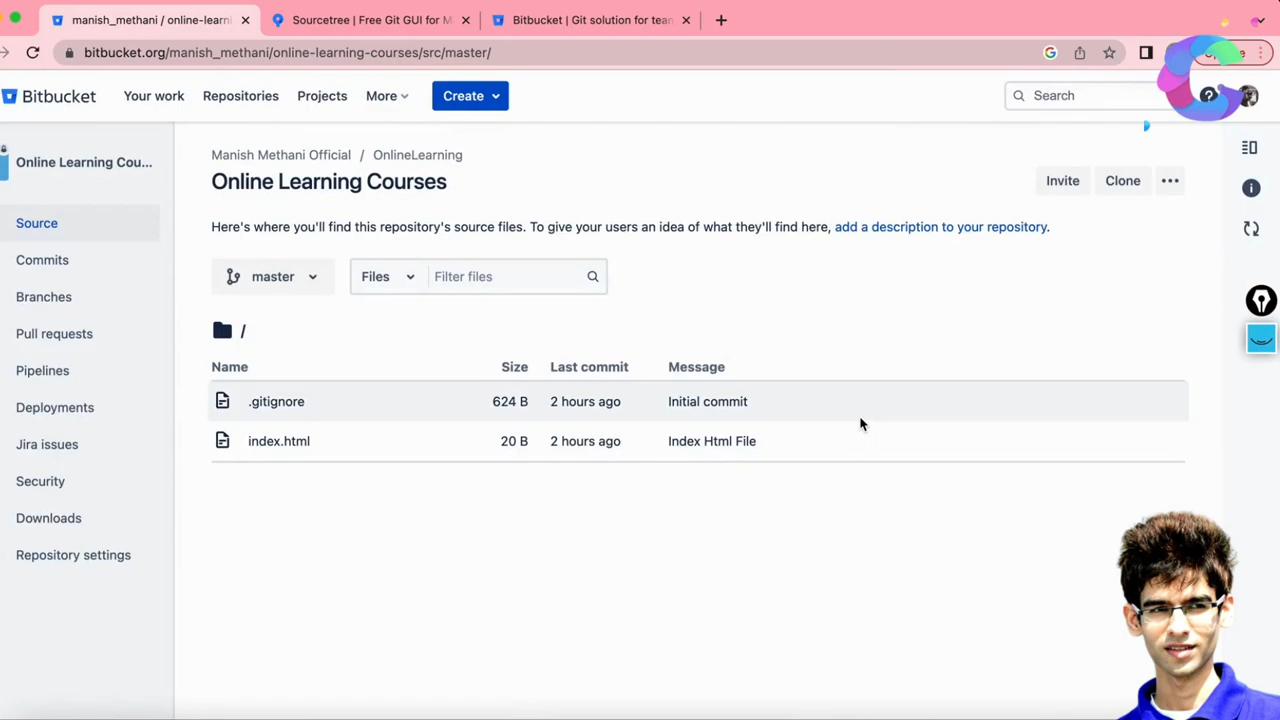 manish_methani / online-learni
Sourcetree | Free Git GUI for M
Bitbucket | Git solution for tean
bitbucket.org/manish_methani/online-learning-courses/src/master/
Bitbucket
Your work
Repositories
Projects
More
Create
Search
Online Learning Cou...
Source
Commits
Branches
Pull requests
Pipelines
Deployments
Jira issues
Security
Downloads
Repository settings
Manish Methani Official / OnlineLearning
Online Learning Courses
Invite
Clone
Here's where you'll find this repository's source files. To give your users an idea of what they'll find here, add a description to your repository.
master
Files
Filter files
/
Name Size Last commit Message
.gitignore 624 B 2 hours ago Initial commit
index.html 20 B 2 hours ago Index Html File